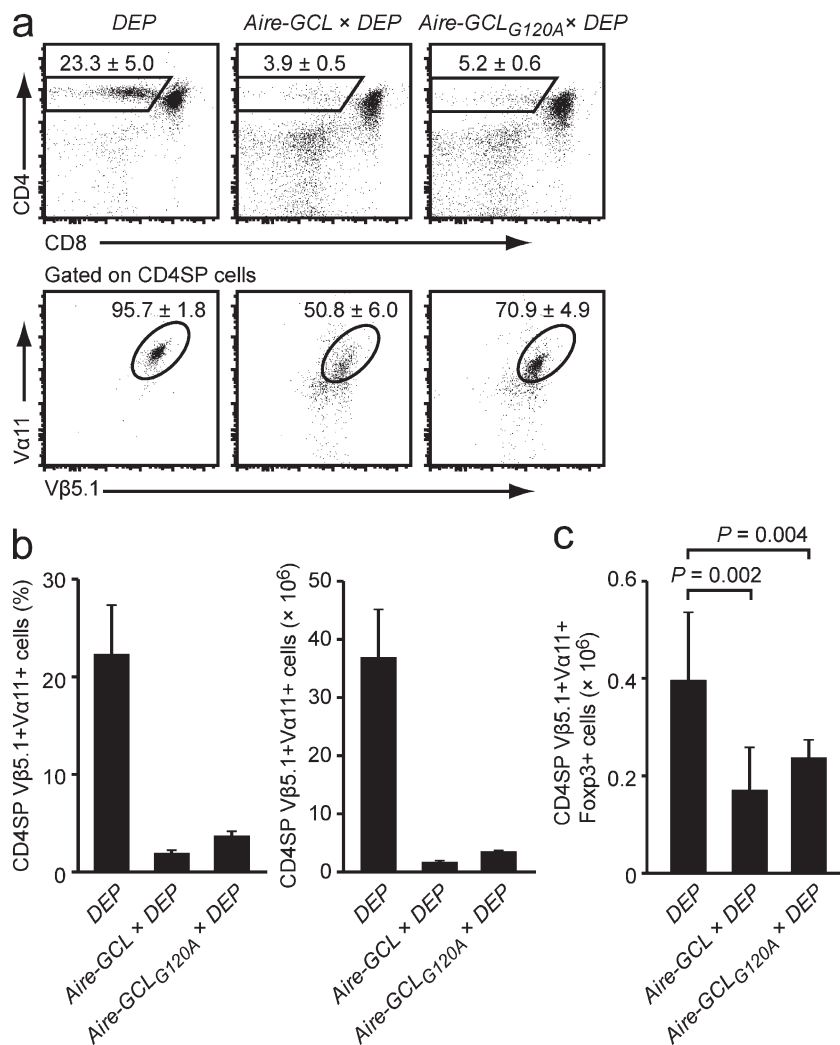 a
DEP
Aire-GCL × DEP
Aire-GCLG120A× DEP
23.3 ± 5.0
3.9 ± 0.5
5.2 ± 0.6
CD4
CD8
Gated on CD4SP cells
95.7 ± 1.8
50.8 ± 6.0
70.9 ± 4.9
Vα11
Vβ5.1
b
CD4SP Vβ5.1+Vα11+ cells (%)
30
20
10
0
DEP
Aire-GCL × DEP
Aire-GCLG120A + DEP
CD4SP Vβ5.1+Vα11+ cells (× 10⁶)
50
40
30
20
10
0
DEP
Aire-GCL × DEP
Aire-GCLG120A + DEP
c
P = 0.004
P = 0.002
CD4SP Vβ5.1+Vα11+
Foxp3+ cells (× 10⁶)
0.6
0.4
0.2
0
DEP
Aire-GCL × DEP
Aire-GCLG120A + DEP